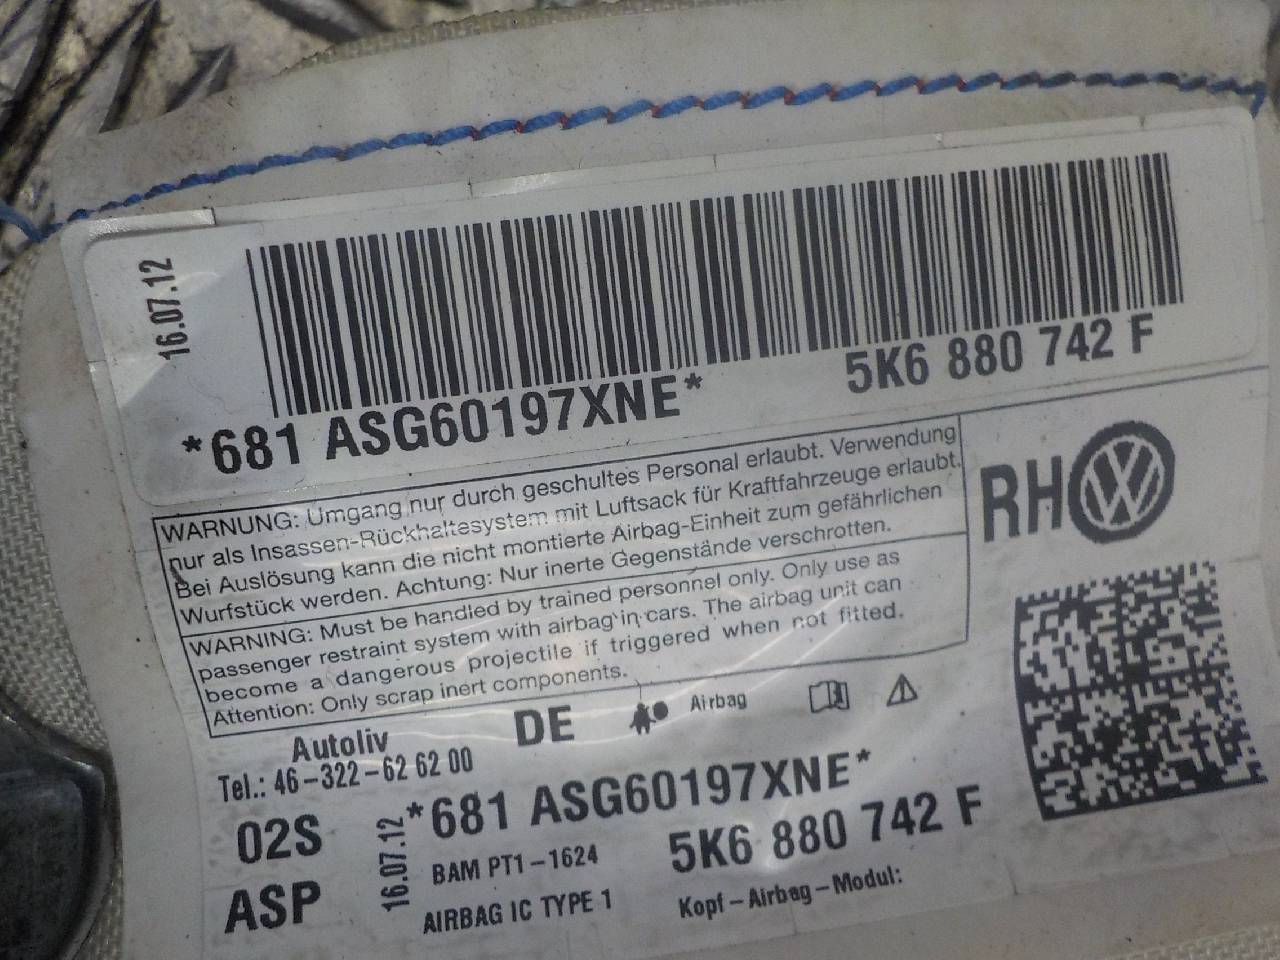 16.07.12
*681 ASG60197XNE*
5K6 880 742 F
WARNUNG: Umgang nur durch geschultes Personal erlaubt. Verwendung
nur als Insassen-Rückhaltesystem mit Luftsack für Kraftfahrzeuge erlaubt.
Bei Auslösung kann die nicht montierte Airbag-Einheit zum gefährlichen
Wurfstück werden. Achtung: Nur inerte Gegenstände verschrotten.
RH
WARNING: Must be handled by trained personnel only. Only use as
passenger restraint system with airbag in cars. The airbag unit can
become a dangerous projectile if triggered when not fitted.
Attention: Only scrap inert components.
Autoliv
Tel.: 46-322-62 62 00
DE
Airbag
02S
ASP
16.07.12
*681 ASG60197XNE*
BAM PT1-1624
5K6 880 742 F
AIRBAG IC TYPE 1
Kopf-Airbag-Modul: